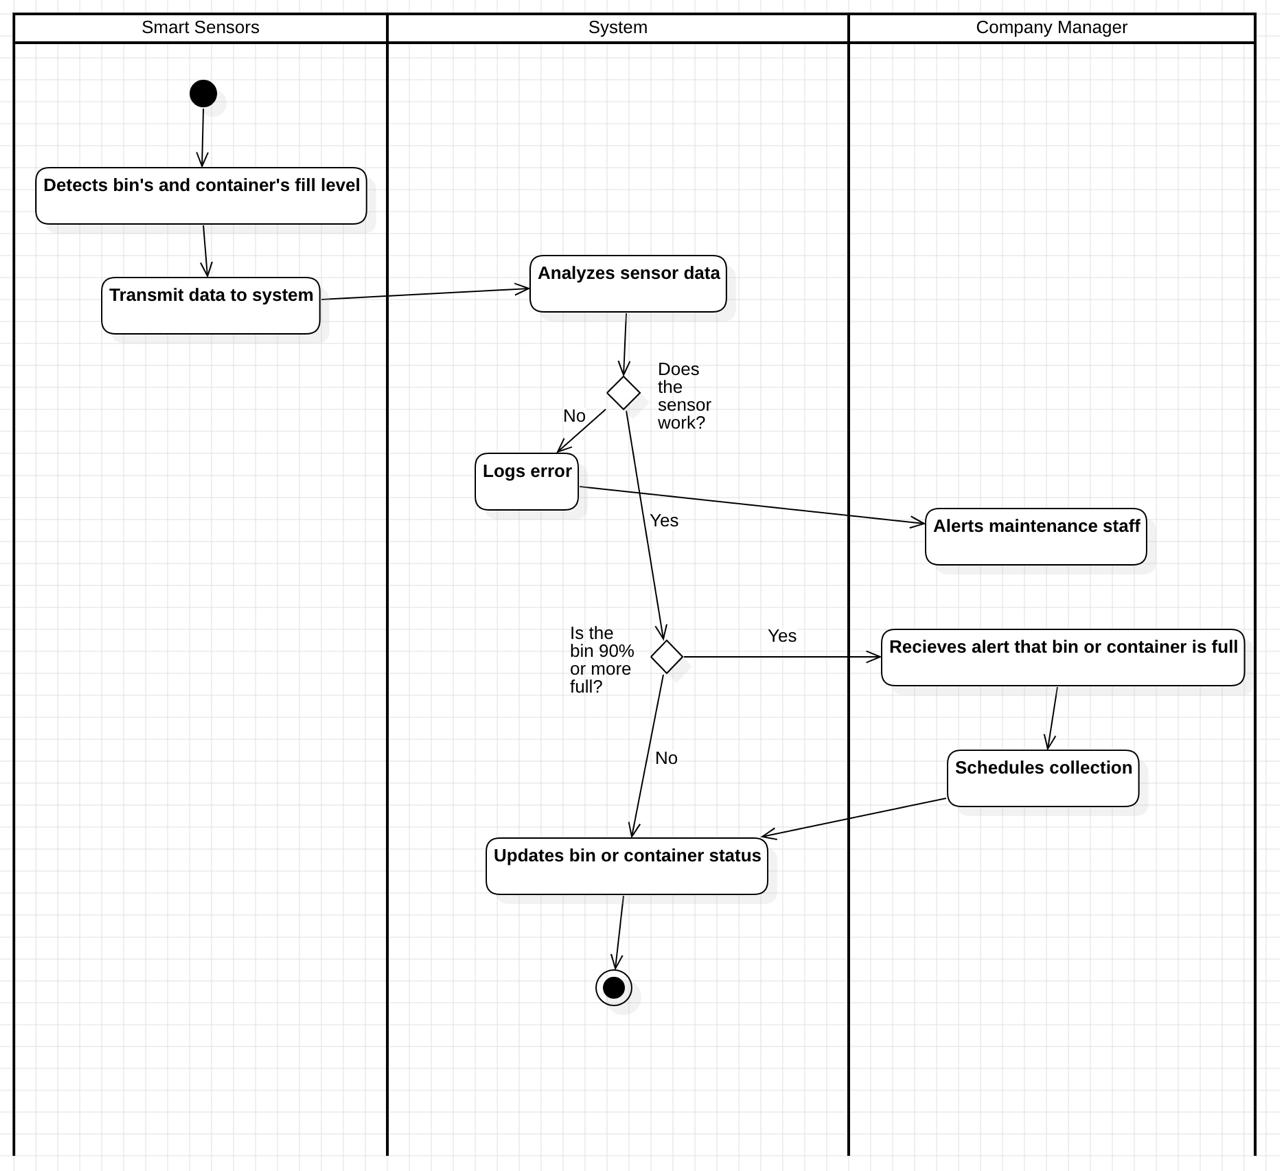 Smart Sensors
System
Company Manager
Detects bin's and container's fill level
Transmit data to system
Analyzes sensor data
Does
the
sensor
work?
No
Logs error
Yes
Alerts maintenance staff
Is the
bin 90%
or more
full?
Yes
Recieves alert that bin or container is full
No
Schedules collection
Updates bin or container status